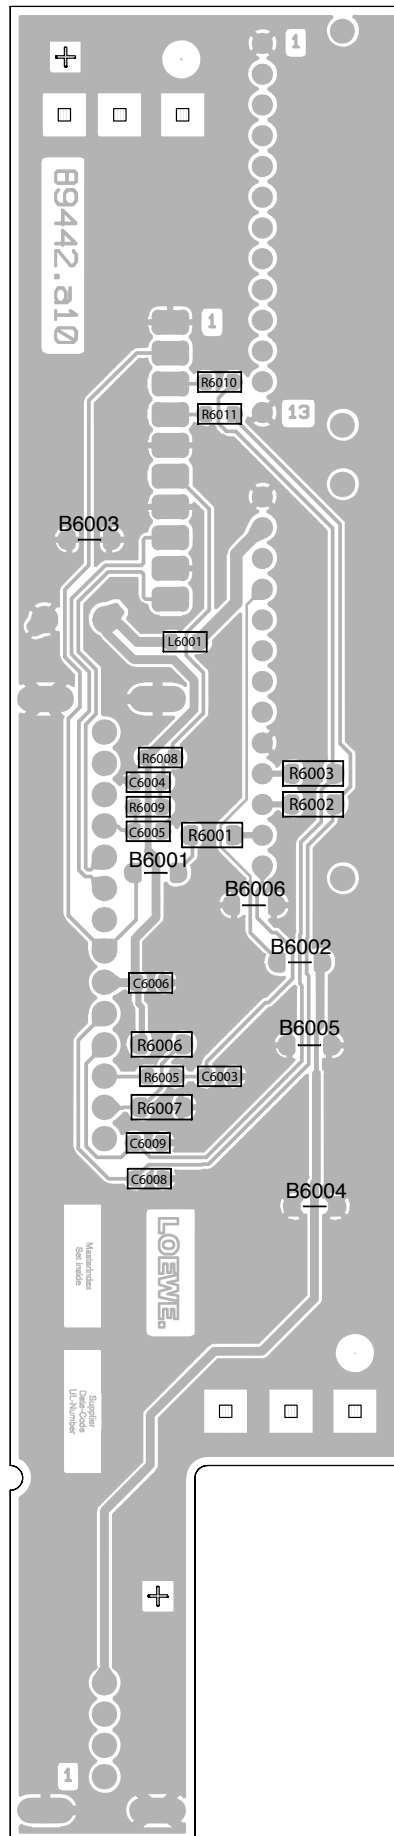 1
89442.a10
1
R6010
R6011
13
B6003
L6001
R6008
C6004
R6003
R6009
R6002
C6005
R6001
B6001
B6006
B6002
C6006
B6005
R6006
R6005
C6003
R6007
C6009
C6008
B6004
MasterIndex
Set inside
LOEWE.
Supplier
Date-Code
UL-Number
1